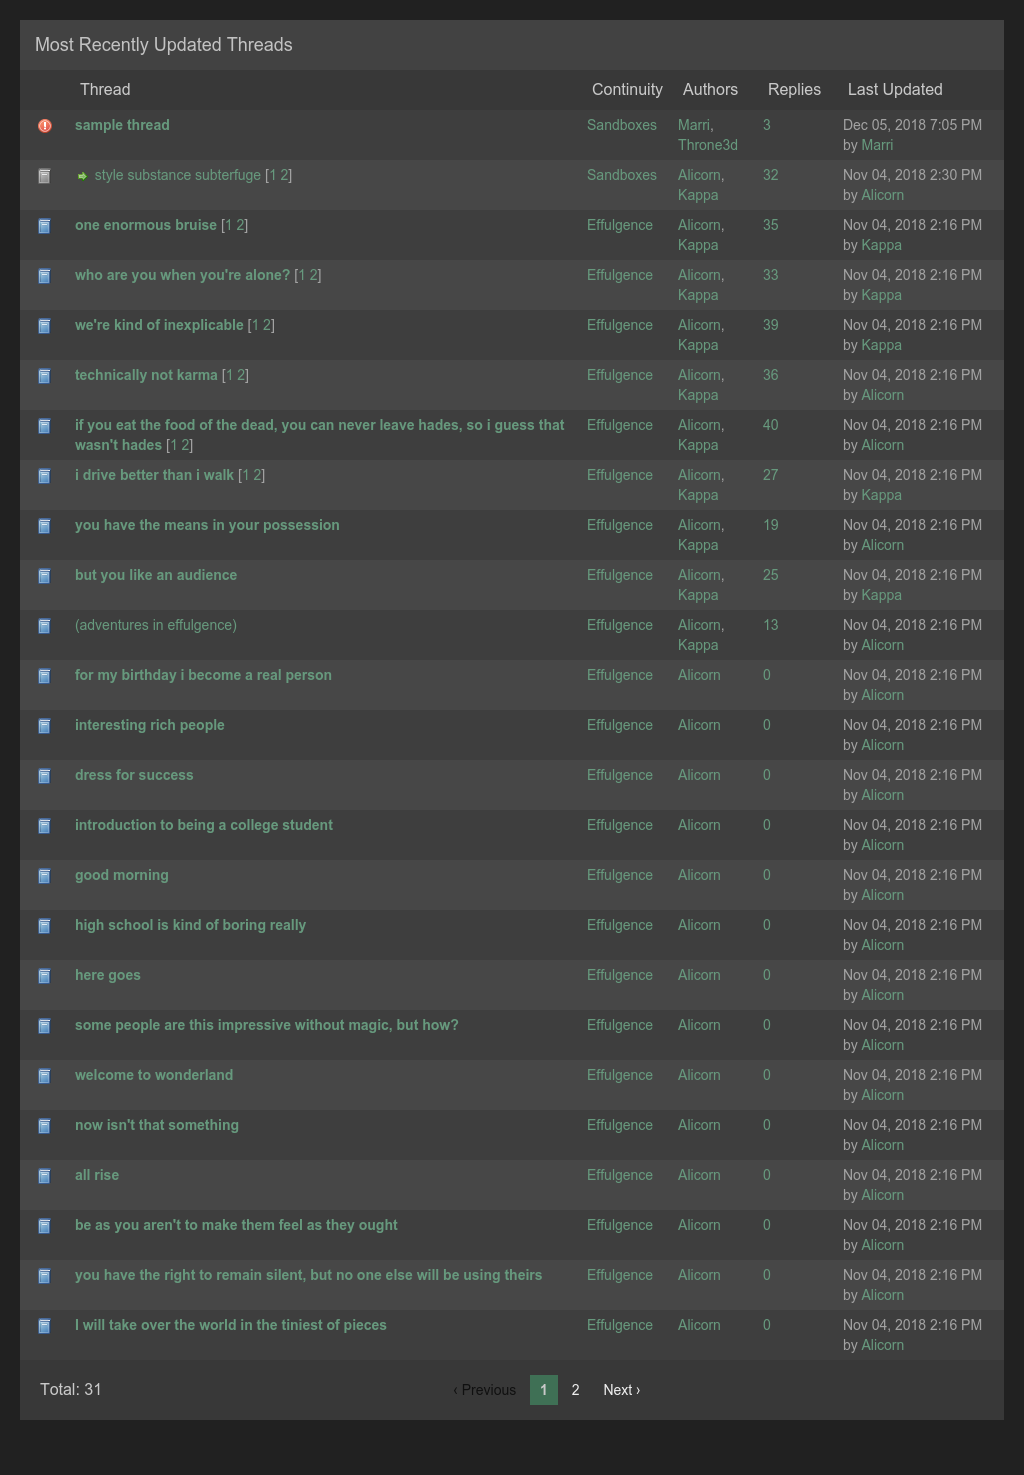 Most Recently Updated Threads
Thread Continuity Authors Replies Last Updated
sample thread Sandboxes Marri, 3 Dec 05, 2018 7:05 PM
Throne3d by Marri
style substance subterfuge [1 2] Sandboxes Alicorn, 32 Nov 04, 2018 2:30 PM
Kappa by Alicorn
one enormous bruise [1 2] Effulgence Alicorn, 35 Nov 04, 2018 2:16 PM
Kappa by Kappa
who are you when you're alone? [1 2] Effulgence Alicorn, 33 Nov 04, 2018 2:16 PM
Kappa by Kappa
we're kind of inexplicable [1 2] Effulgence Alicorn, 39 Nov 04, 2018 2:16 PM
Kappa by Kappa
technically not karma [1 2] Effulgence Alicorn, 36 Nov 04, 2018 2:16 PM
Kappa by Alicorn
if you eat the food of the dead, you can never leave hades, so i guess that Effulgence Alicorn, 40 Nov 04, 2018 2:16 PM
wasn't hades [1 2] Kappa by Alicorn
i drive better than i walk [1 2] Effulgence Alicorn, 27 Nov 04, 2018 2:16 PM
Kappa by Kappa
you have the means in your possession Effulgence Alicorn, 19 Nov 04, 2018 2:16 PM
Kappa by Alicorn
but you like an audience Effulgence Alicorn, 25 Nov 04, 2018 2:16 PM
Kappa by Kappa
(adventures in effulgence) Effulgence Alicorn, 13 Nov 04, 2018 2:16 PM
Kappa by Alicorn
for my birthday i become a real person Effulgence Alicorn 0 Nov 04, 2018 2:16 PM
by Alicorn
interesting rich people Effulgence Alicorn 0 Nov 04, 2018 2:16 PM
by Alicorn
dress for success Effulgence Alicorn 0 Nov 04, 2018 2:16 PM
by Alicorn
introduction to being a college student Effulgence Alicorn 0 Nov 04, 2018 2:16 PM
by Alicorn
good morning Effulgence Alicorn 0 Nov 04, 2018 2:16 PM
by Alicorn
high school is kind of boring really Effulgence Alicorn 0 Nov 04, 2018 2:16 PM
by Alicorn
here goes Effulgence Alicorn 0 Nov 04, 2018 2:16 PM
by Alicorn
some people are this impressive without magic, but how? Effulgence Alicorn 0 Nov 04, 2018 2:16 PM
by Alicorn
welcome to wonderland Effulgence Alicorn 0 Nov 04, 2018 2:16 PM
by Alicorn
now isn't that something Effulgence Alicorn 0 Nov 04, 2018 2:16 PM
by Alicorn
all rise Effulgence Alicorn 0 Nov 04, 2018 2:16 PM
by Alicorn
be as you aren't to make them feel as they ought Effulgence Alicorn 0 Nov 04, 2018 2:16 PM
by Alicorn
you have the right to remain silent, but no one else will be using theirs Effulgence Alicorn 0 Nov 04, 2018 2:16 PM
by Alicorn
I will take over the world in the tiniest of pieces Effulgence Alicorn 0 Nov 04, 2018 2:16 PM
by Alicorn
Total: 31 ‹ Previous 1 2 Next ›